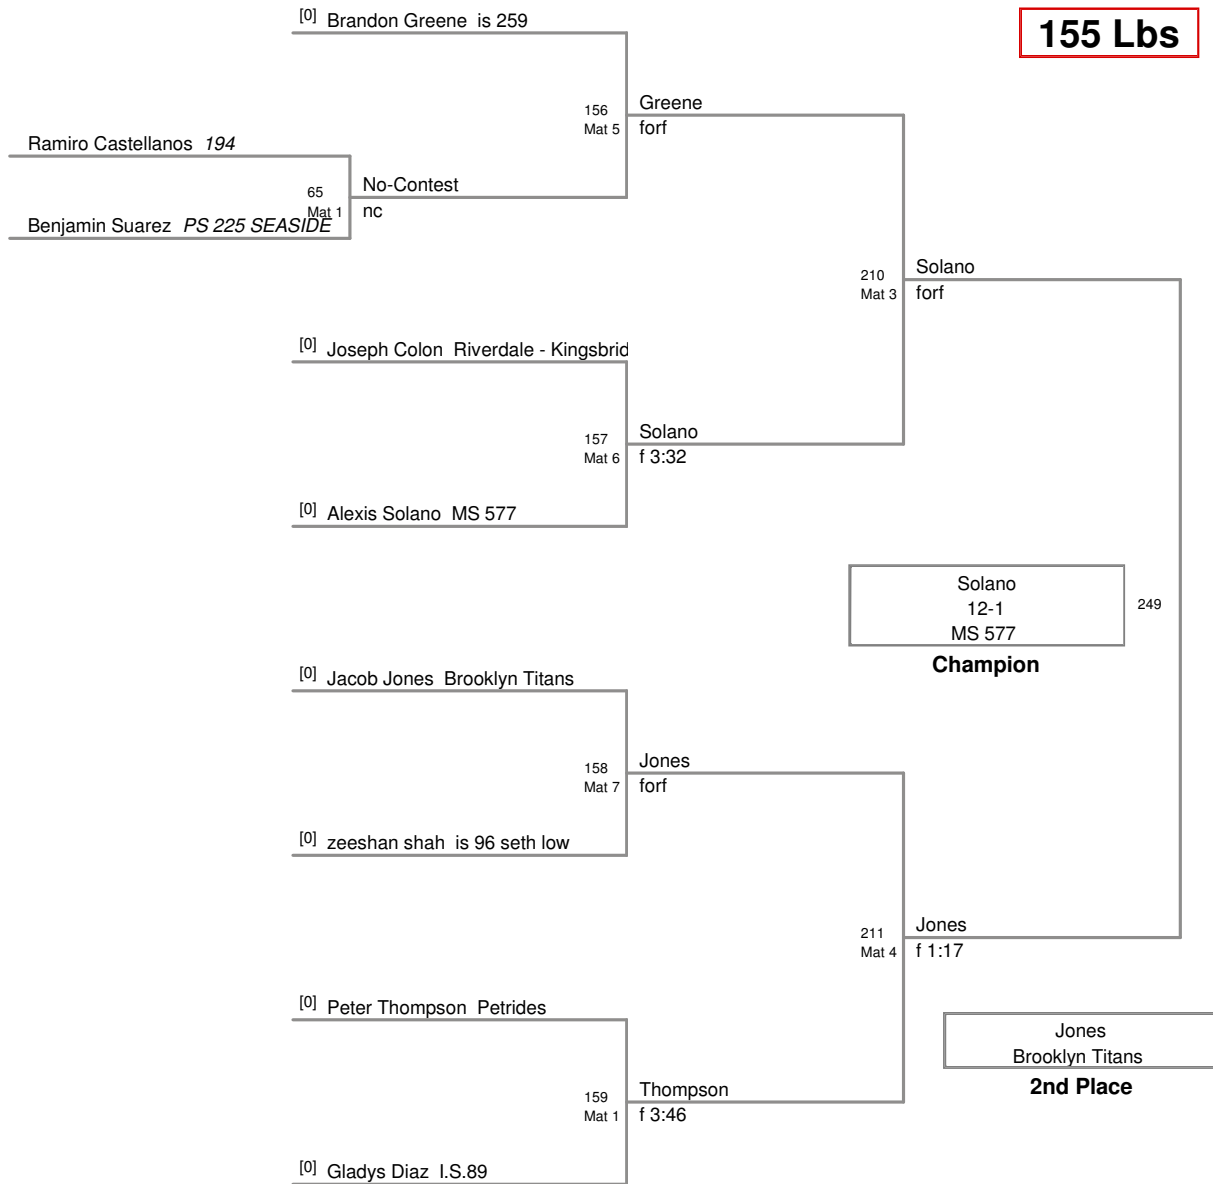 155 Lbs
[0] Brandon Greene is 259
156
Mat 5
Greene
forf
Ramiro Castellanos 194
65
Mat 1
No-Contest
nc
Benjamin Suarez PS 225 SEASIDE
210
Mat 3
Solano
forf
[0] Joseph Colon Riverdale - Kingsbrid
157
Mat 6
Solano
f 3:32
[0] Alexis Solano MS 577
Solano
12-1
MS 577
249
Champion
[0] Jacob Jones Brooklyn Titans
158
Mat 7
Jones
forf
[0] zeeshan shah is 96 seth low
211
Mat 4
Jones
f 1:17
[0] Peter Thompson Petrides
Jones
Brooklyn Titans
2nd Place
159
Mat 1
Thompson
f 3:46
[0] Gladys Diaz I.S.89